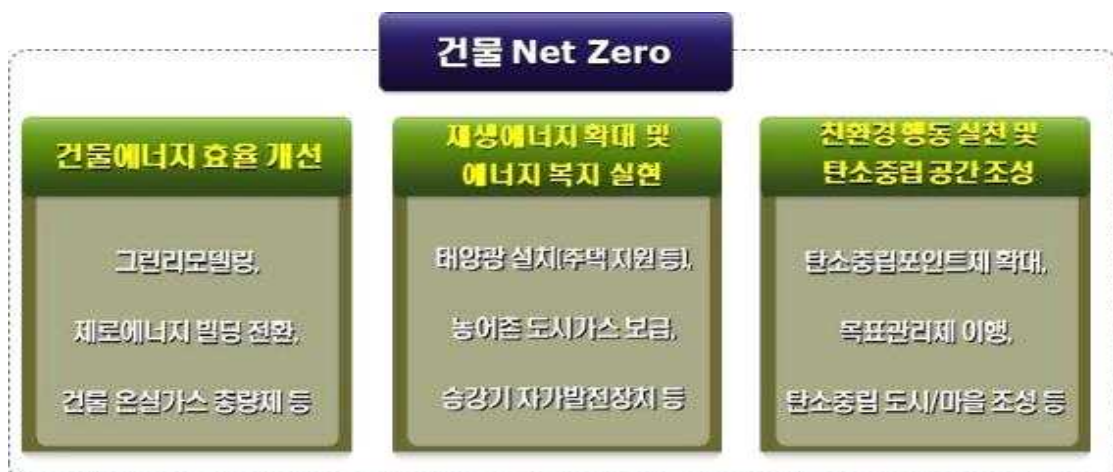 건물 Net Zero
건물에너지 효율 개선
그린리모델링,
제로에너지 빌딩 전환,
건물 온실가스 총량제 등
재생에너지 확대 및
에너지 복지 실현
태양광 설치(주택 지원 등),
농어촌 도시가스 보급,
승강기 자가발전장치 등
친환경 행동 실천 및
탄소중립 공간 조성
탄소중립포인트제 확대,
목표관리제 이행,
탄소중립 도시/마을 조성 등